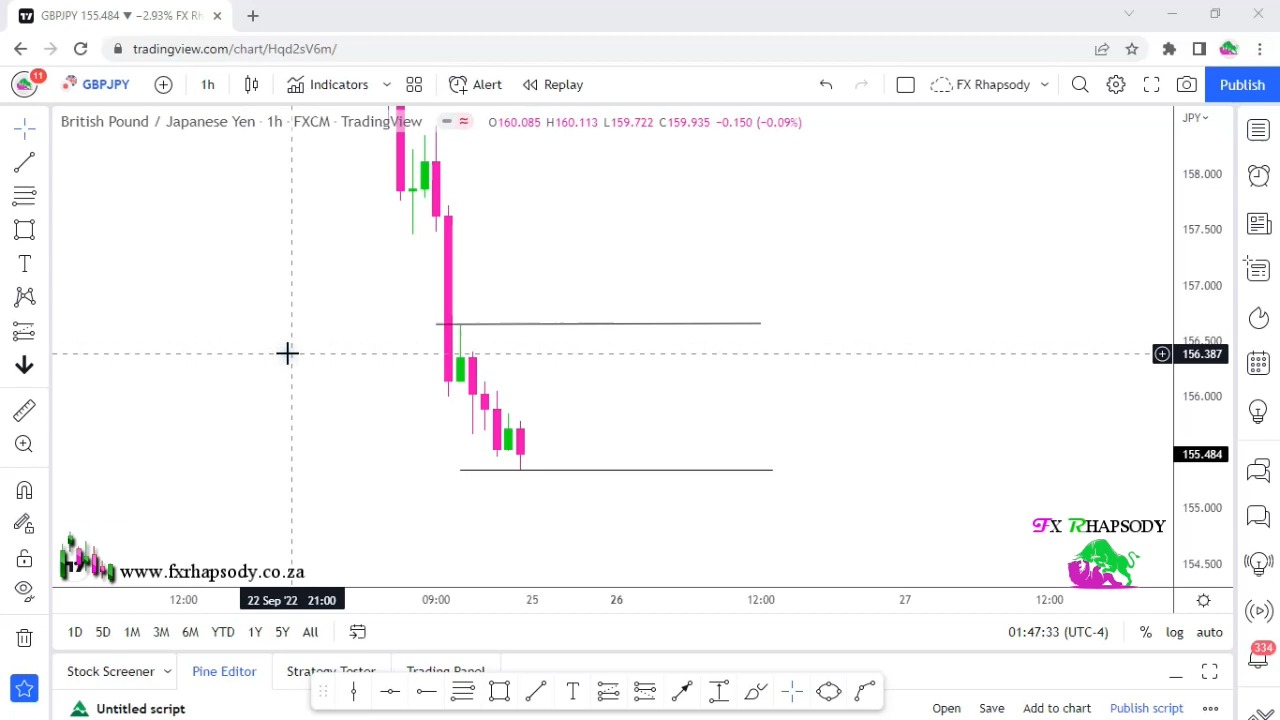 GBPJPY 155.484 ▼ −2.93% FX Rh
tradingview.com/chart/Hqd2sV6m/
11 GBPJPY 1h Indicators Alert Replay FX Rhapsody Publish
British Pound / Japanese Yen · 1h · FXCM · TradingView O160.085 H160.113 L159.722 C159.935 −0.150 (−0.09%) JPY
158.000
157.500
157.000
156.500
156.387
156.000
155.484
155.000
FX RHAPSODY
154.500
www.fxrhapsody.co.za
12:00 22 Sep '22 21:00 09:00 25 26 12:00 27 12:00
1D 5D 1M 3M 6M YTD 1Y 5Y All 01:47:33 (UTC-4) % log auto
334
Stock Screener Pine Editor Strategy Tester Trading Panel
Untitled script Open Save Add to chart Publish script